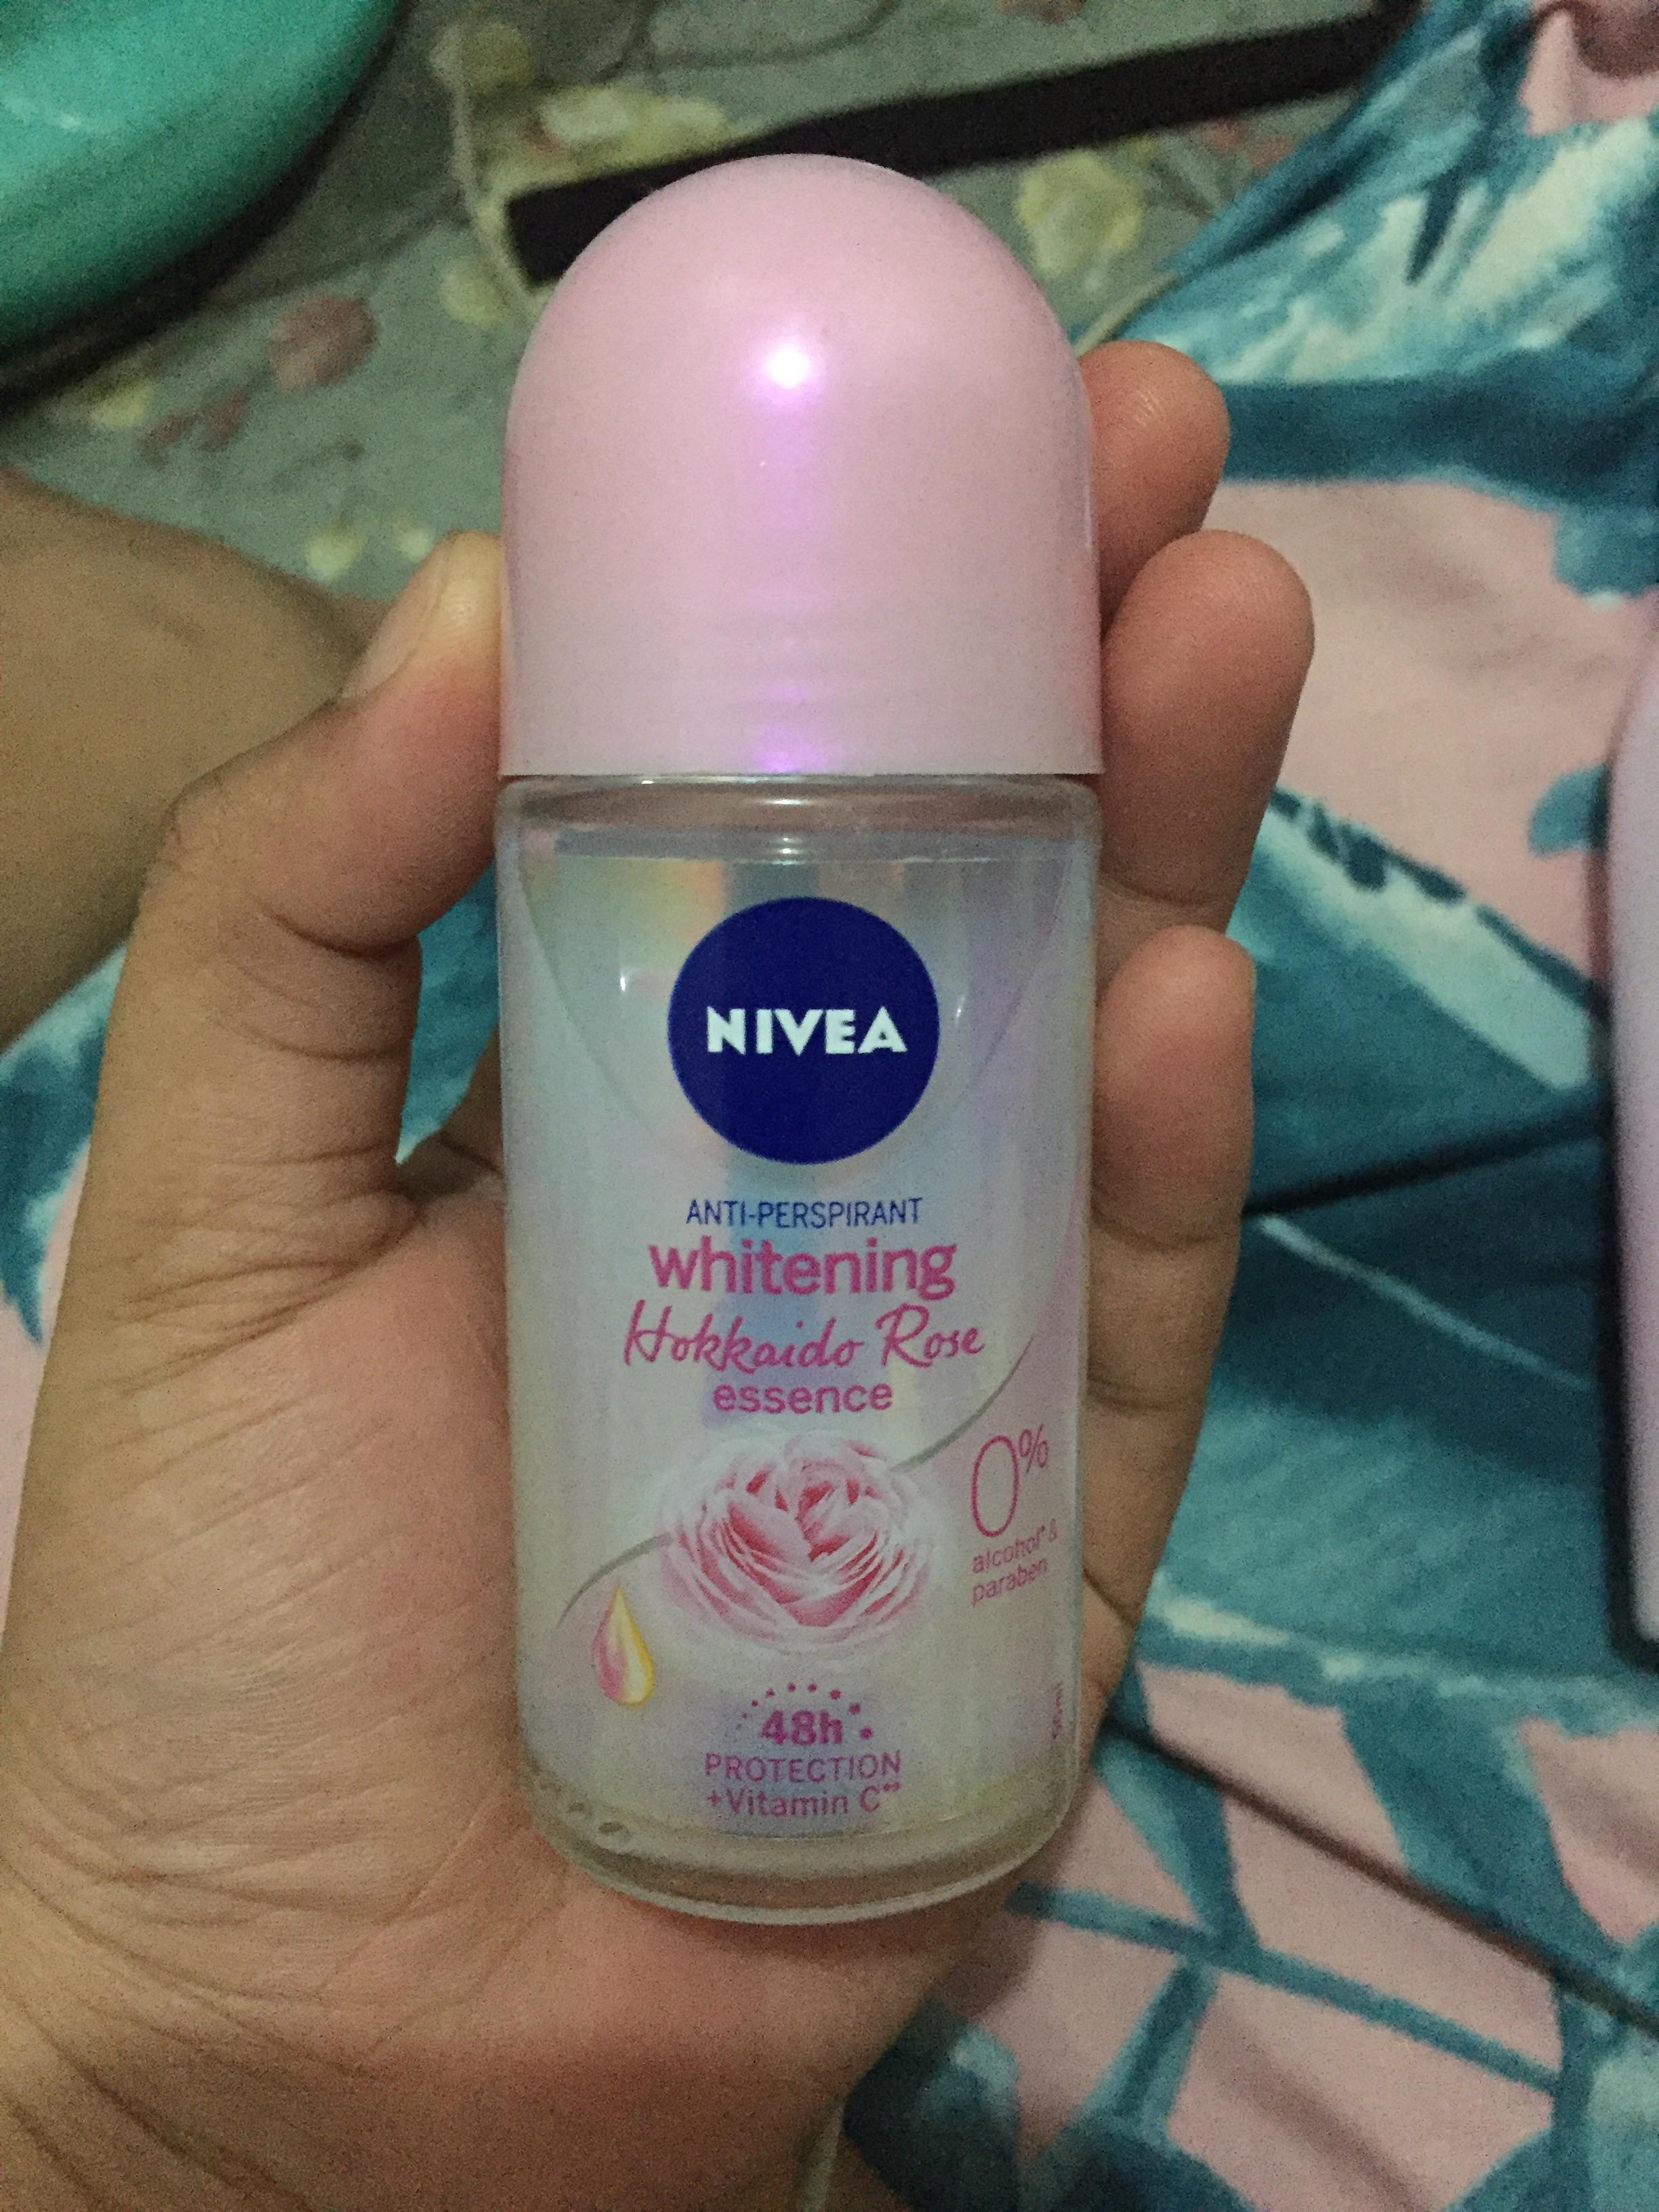 NIVEA
ANTI-PERSPIRANT
whitening
Hokkaido Rose
essence
0%
alcohol* &
paraben
48h
PROTECTION
+Vitamin C**